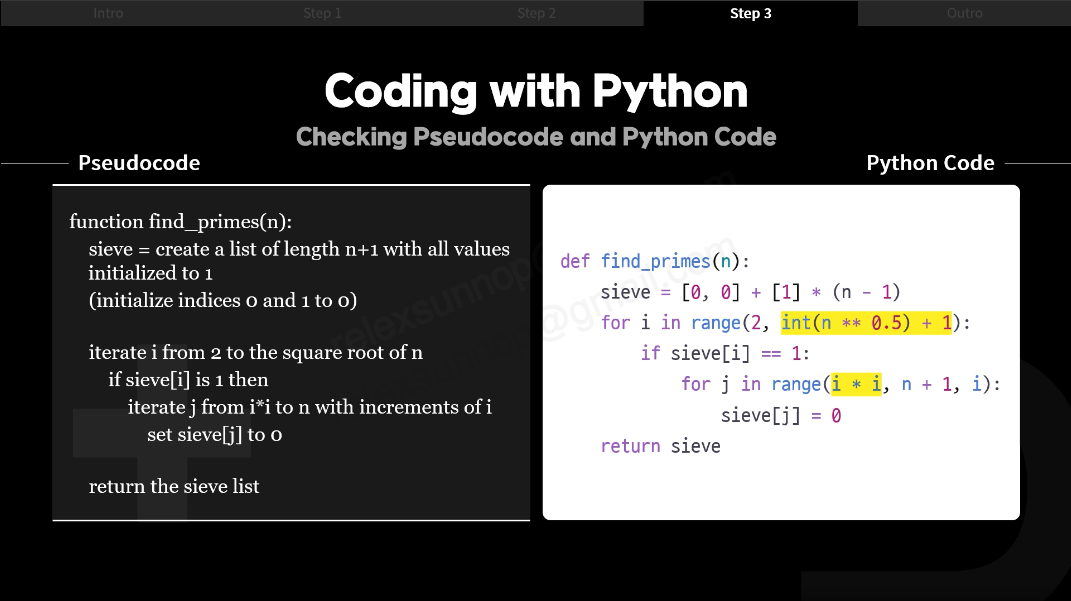 Intro
Step 1
Step 2
Step 3
Outro
Coding with Python
Checking Pseudocode and Python Code
Pseudocode
function find_primes(n):
sieve = create a list of length n+1 with all values
initialized to 1
(initialize indices 0 and 1 to 0)
iterate i from 2 to the square root of n
if sieve[i] is 1 then
iterate j from i*i to n with increments of i
set sieve[j] to 0
return the sieve list
Python Code
def find_primes(n):
sieve = [0, 0] + [1] * (n - 1)
for i in range(2, int(n ** 0.5) + 1):
if sieve[i] == 1:
for j in range(i * i, n + 1, i):
sieve[j] = 0
return sieve